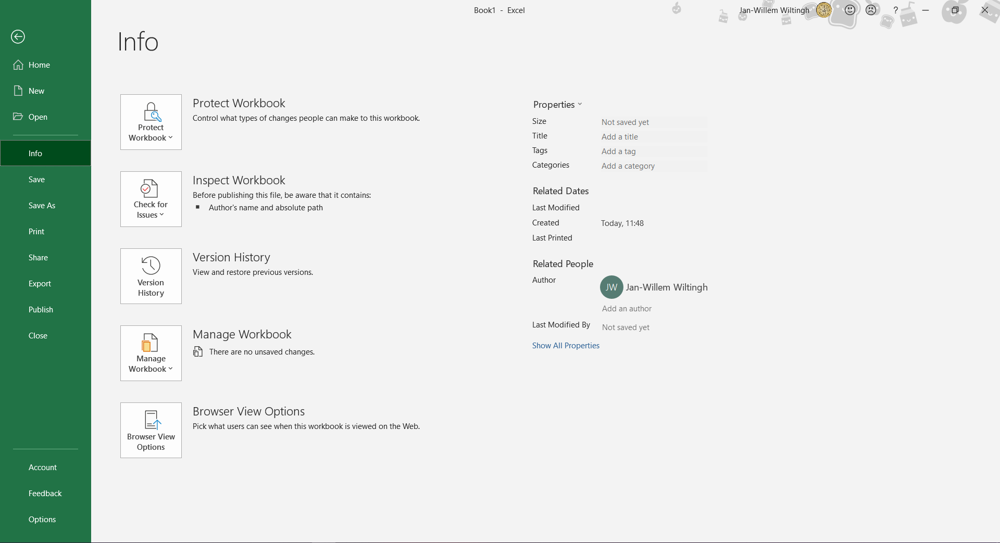 Book1 - Excel
Jan-Willem Wiltingh
?
Info
Home
New
Open
Info
Save
Save As
Print
Share
Export
Publish
Close
Account
Feedback
Options
Protect
Workbook
Protect Workbook
Control what types of changes people can make to this workbook.
Check for
Issues
Inspect Workbook
Before publishing this file, be aware that it contains:
Author's name and absolute path
Version
History
Version History
View and restore previous versions.
Manage
Workbook
Manage Workbook
There are no unsaved changes.
Browser View
Options
Browser View Options
Pick what users can see when this workbook is viewed on the Web.
Properties
Size Not saved yet
Title Add a title
Tags Add a tag
Categories Add a category
Related Dates
Last Modified
Created Today, 11:48
Last Printed
Related People
Author
JW Jan-Willem Wiltingh
Add an author
Last Modified By Not saved yet
Show All Properties